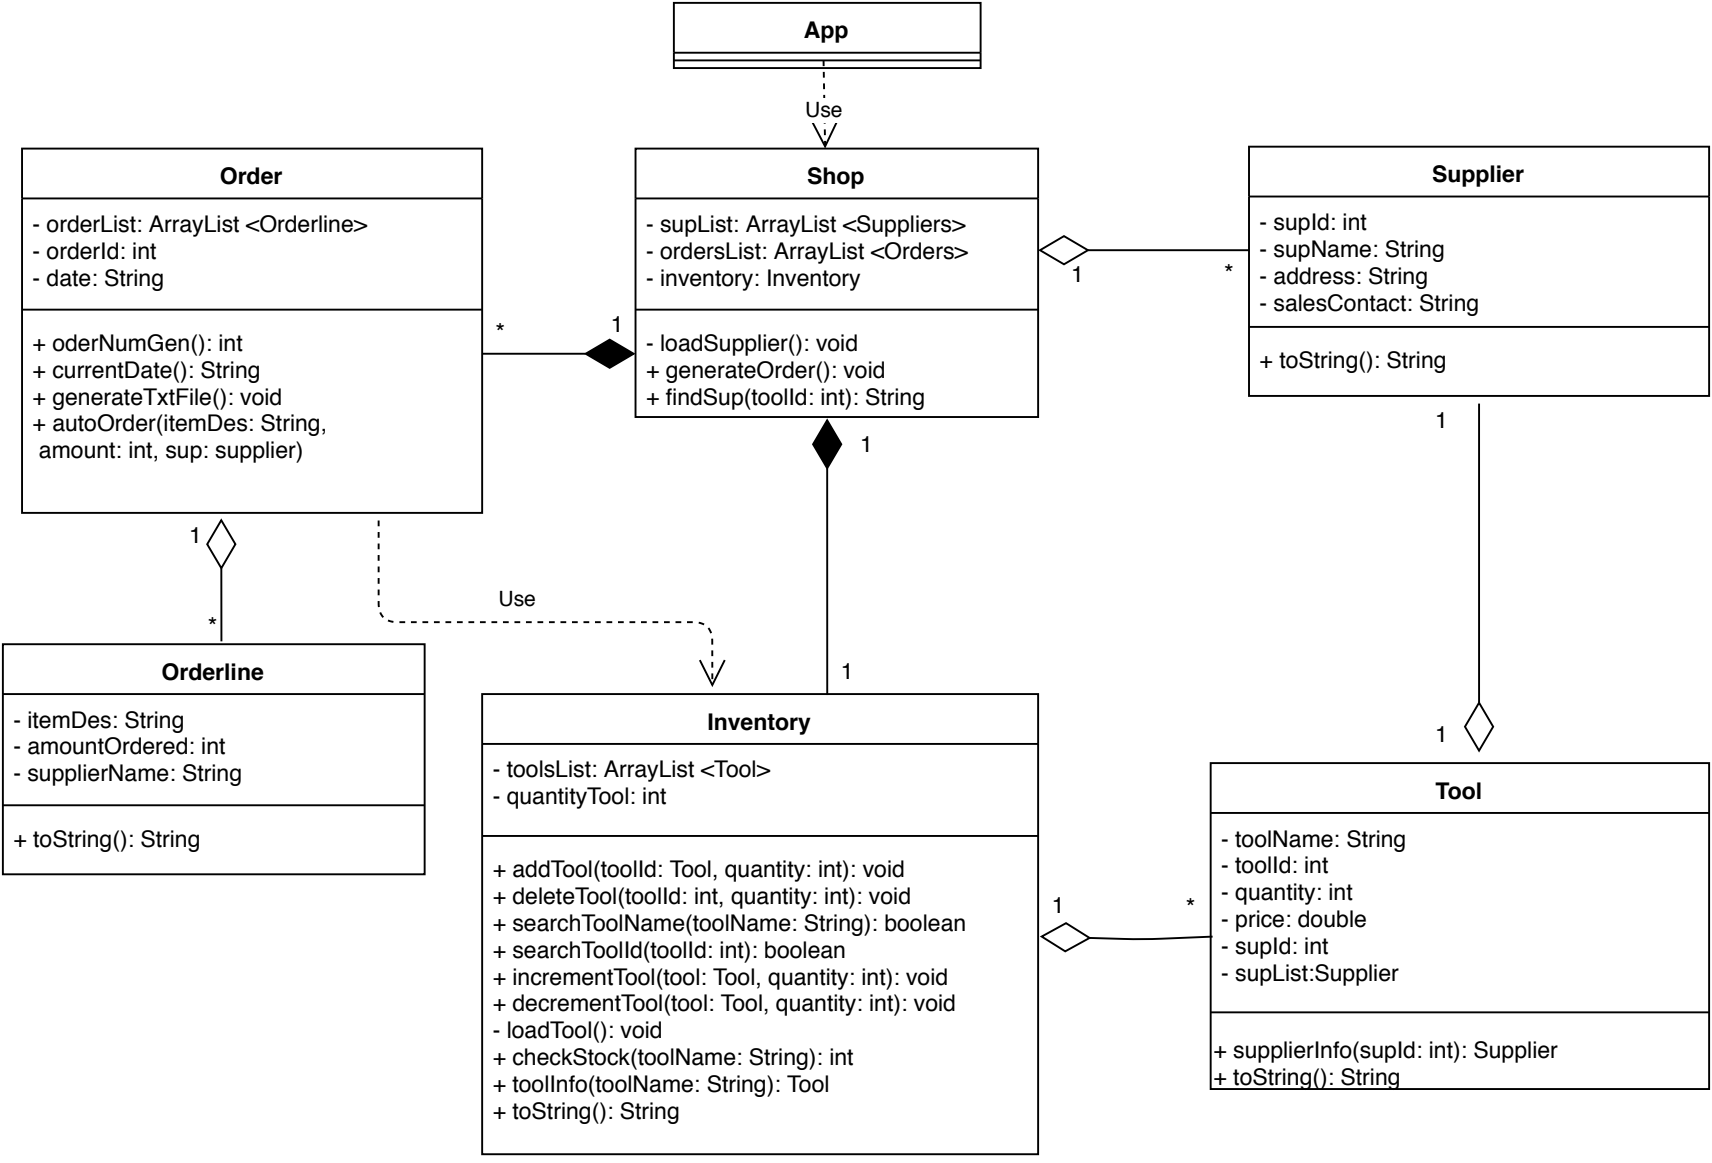 App
Use
Order
- orderList: ArrayList <Orderline>
- orderId: int
- date: String
+ oderNumGen(): int
+ currentDate(): String
+ generateTxtFile(): void
+ autoOrder(itemDes: String,
amount: int, sup: supplier)
*
1
Shop
- supList: ArrayList <Suppliers>
- ordersList: ArrayList <Orders>
- inventory: Inventory
- loadSupplier(): void
+ generateOrder(): void
+ findSup(toolId: int): String
1
*
Supplier
- supId: int
- supName: String
- address: String
- salesContact: String
+ toString(): String
1
1
1
*
Use
1
1
Orderline
- itemDes: String
- amountOrdered: int
- supplierName: String
+ toString(): String
Inventory
- toolsList: ArrayList <Tool>
- quantityTool: int
+ addTool(toolId: Tool, quantity: int): void
+ deleteTool(toolId: int, quantity: int): void
+ searchToolName(toolName: String): boolean
+ searchToolId(toolId: int): boolean
+ incrementTool(tool: Tool, quantity: int): void
+ decrementTool(tool: Tool, quantity: int): void
- loadTool(): void
+ checkStock(toolName: String): int
+ toolInfo(toolName: String): Tool
+ toString(): String
1
*
Tool
- toolName: String
- toolId: int
- quantity: int
- price: double
- supId: int
- supList:Supplier
+ supplierInfo(supId: int): Supplier
+ toString(): String